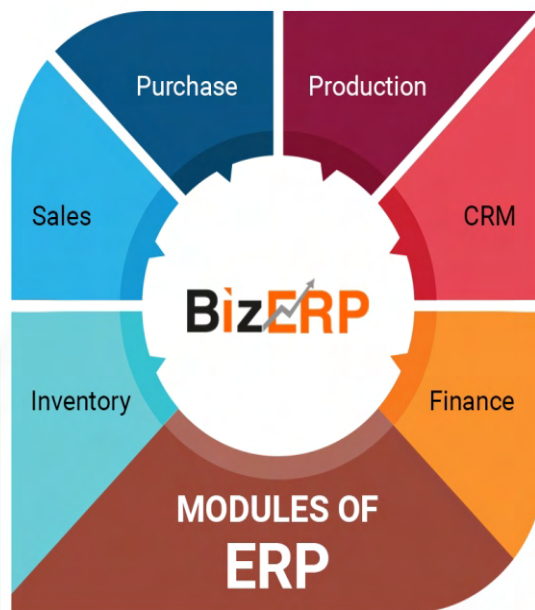 Purchase
Production
Sales
CRM
BizERP
Inventory
Finance
MODULES OF
ERP